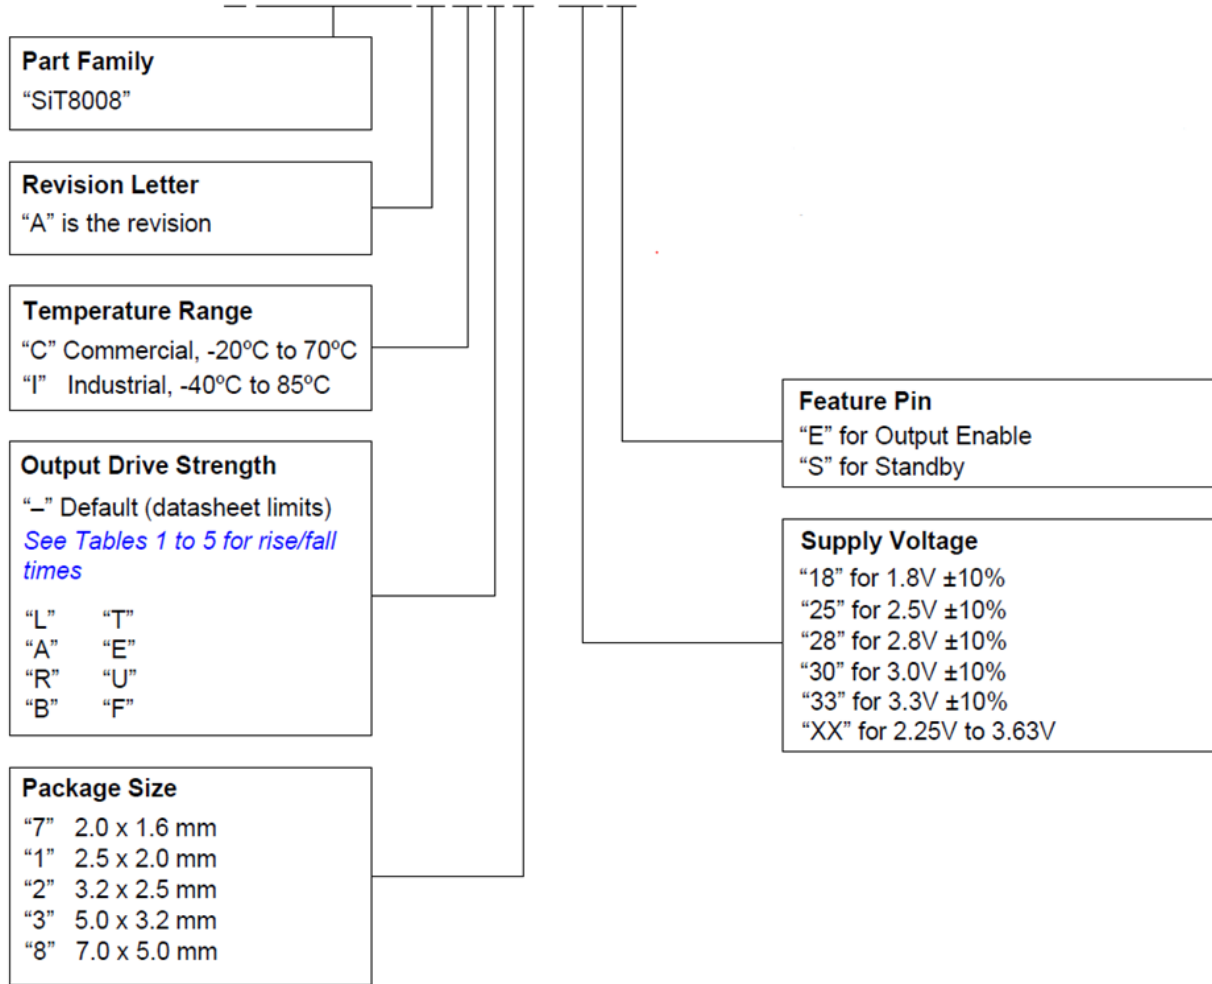 Part Family
“SiT8008”
Revision Letter
“A” is the revision
Temperature Range
“C” Commercial, -20ºC to 70ºC
“I” Industrial, -40ºC to 85ºC
Output Drive Strength
“–” Default (datasheet limits)
See Tables 1 to 5 for rise/fall
times
“L” “T”
“A” “E”
“R” “U”
“B” “F”
Package Size
“7” 2.0 x 1.6 mm
“1” 2.5 x 2.0 mm
“2” 3.2 x 2.5 mm
“3” 5.0 x 3.2 mm
“8” 7.0 x 5.0 mm
Feature Pin
“E” for Output Enable
“S” for Standby
Supply Voltage
“18” for 1.8V ±10%
“25” for 2.5V ±10%
“28” for 2.8V ±10%
“30” for 3.0V ±10%
“33” for 3.3V ±10%
“XX” for 2.25V to 3.63V